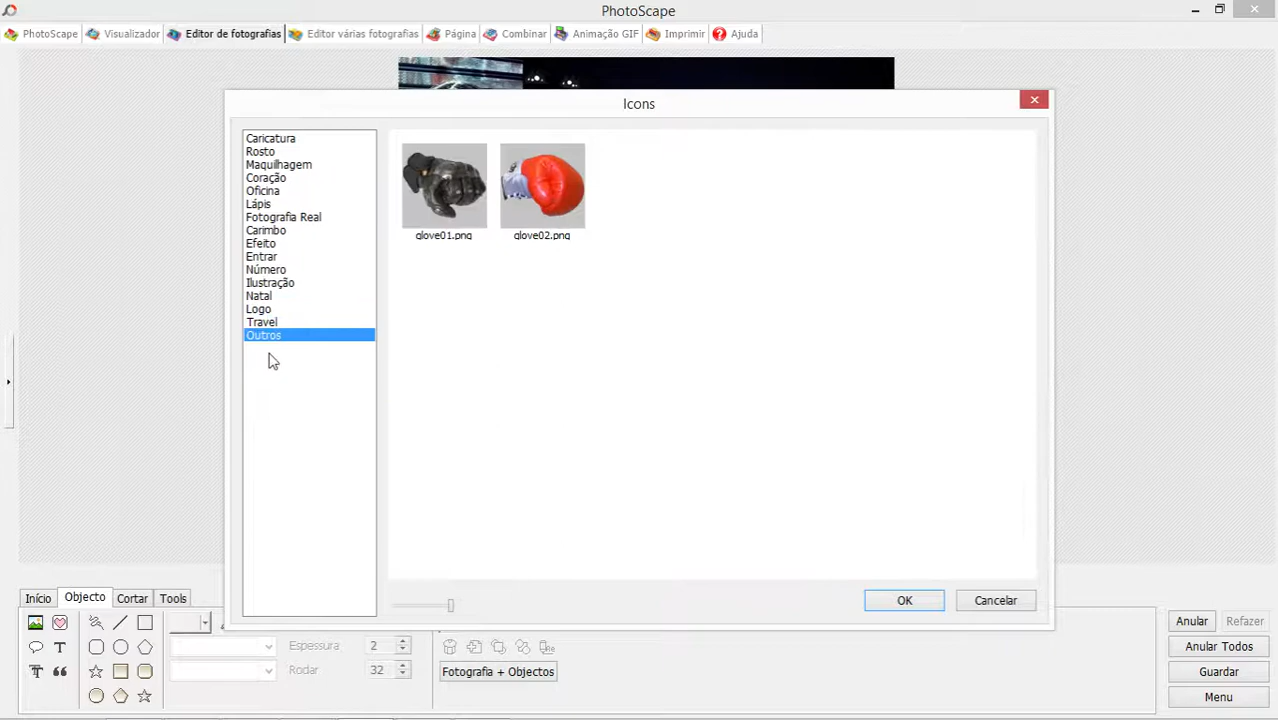 PhotoScape
PhotoScape Visualizador Editor de fotografias Editor várias fotografias Página Combinar Animação GIF Imprimir Ajuda
Icons
Caricatura
Rosto
Maquilhagem
Coração
Oficina
Lápis
Fotografia Real
Carimbo
Efeito
Entrar
Número
Ilustração
Natal
Logo
Travel
Outros
glove01.png glove02.png
OK Cancelar
Início Objecto Cortar Tools
Espessura 2
Rodar 32
Fotografia + Objectos
Anular Refazer
Anular Todos
Guardar
Menu